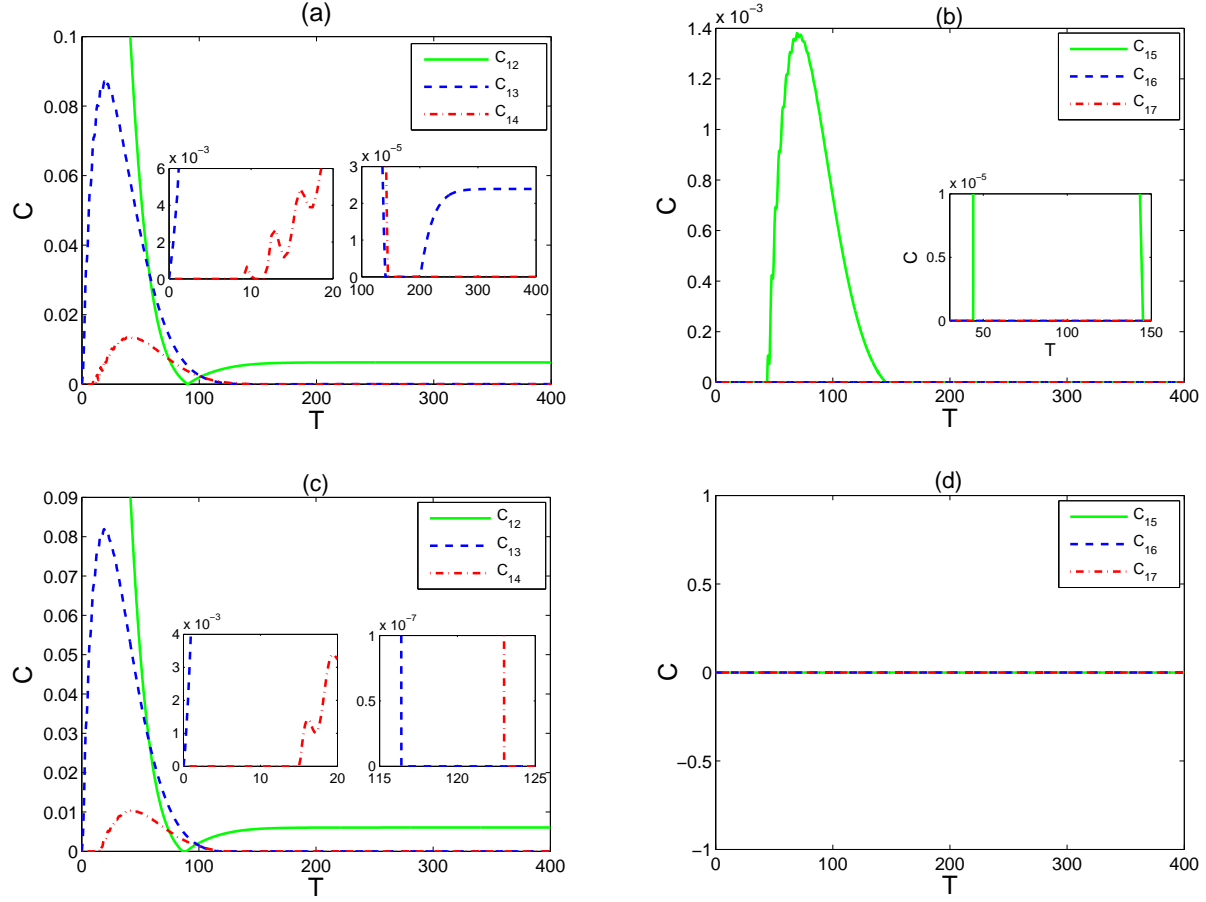 (a)
0.1
0.08
0.06
0.04
0.02
0
C
0 100 200 300 400
T
C12
C13
C14
x 10−3
6
4
2
0
0 10 20
x 10−5
3
2
1
0
100 200 300 400
(b)
x 10−3
1.4
1.2
1
0.8
0.6
0.4
0.2
0
C
0 100 200 300 400
T
C15
C16
C17
x 10−5
1
0.5
0
C
50 100 150
T
(c)
0.09
0.08
0.07
0.06
0.05
0.04
0.03
0.02
0.01
0
C
0 100 200 300 400
T
C12
C13
C14
x 10−3
4
3
2
1
0
0 10 20
x 10−7
1
0.5
0
115 120 125
(d)
1
0.5
0
−0.5
−1
C
0 100 200 300 400
T
C15
C16
C17